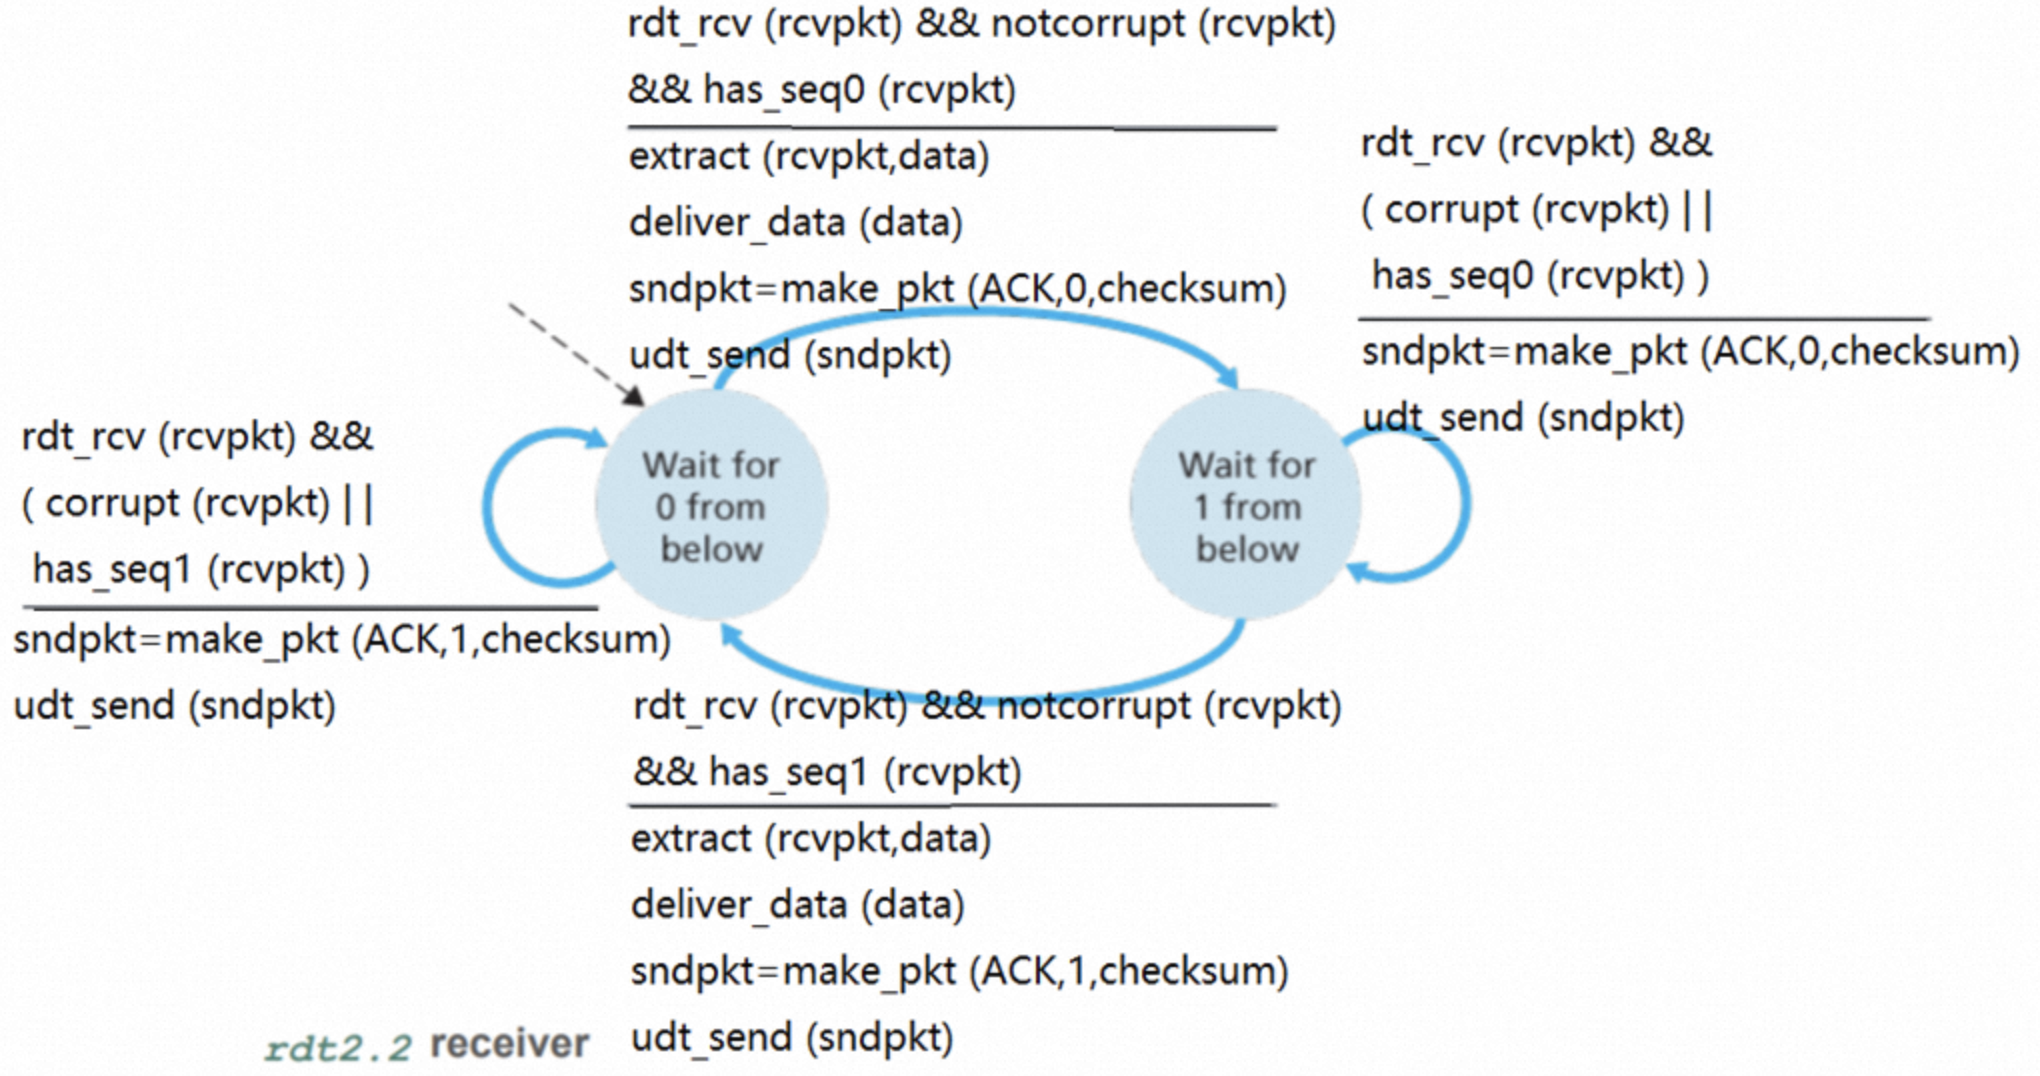 rdt_rcv (rcvpkt) && notcorrupt (rcvpkt)
&& has_seq0 (rcvpkt)
extract (rcvpkt,data)
deliver_data (data)
sndpkt=make_pkt (ACK,0,checksum)
udt_send (sndpkt)
rdt_rcv (rcvpkt) &&
( corrupt (rcvpkt) ||
has_seq0 (rcvpkt) )
sndpkt=make_pkt (ACK,0,checksum)
udt_send (sndpkt)
rdt_rcv (rcvpkt) &&
( corrupt (rcvpkt) ||
has_seq1 (rcvpkt) )
sndpkt=make_pkt (ACK,1,checksum)
udt_send (sndpkt)
Wait for
0 from
below
Wait for
1 from
below
rdt_rcv (rcvpkt) && notcorrupt (rcvpkt)
&& has_seq1 (rcvpkt)
extract (rcvpkt,data)
deliver_data (data)
sndpkt=make_pkt (ACK,1,checksum)
udt_send (sndpkt)
rdt2.2 receiver